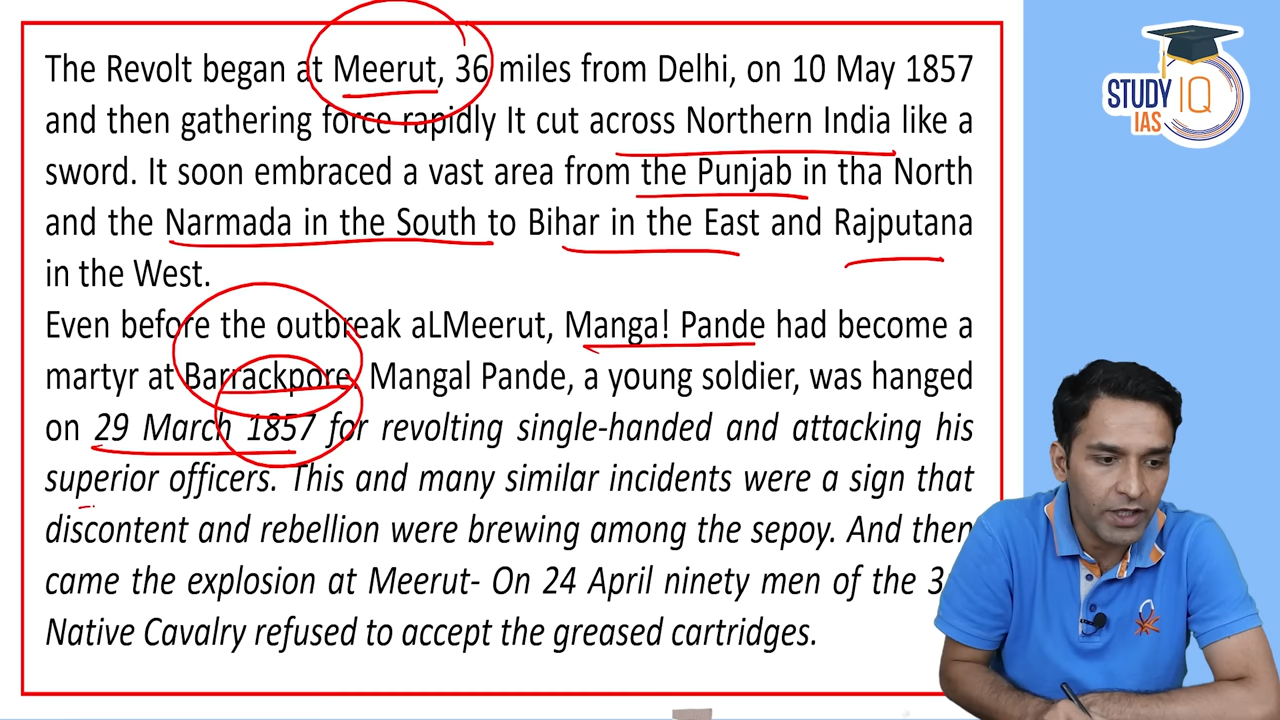 The Revolt began at Meerut, 36 miles from Delhi, on 10 May 1857
and then gathering force rapidly It cut across Northern India like a
sword. It soon embraced a vast area from the Punjab in tha North
and the Narmada in the South to Bihar in the East and Rajputana
in the West.
Even before the outbreak aLMeerut, Manga! Pande had become a
martyr at Barrackpore. Mangal Pande, a young soldier, was hanged
on 29 March 1857 for revolting single-handed and attacking his
superior officers. This and many similar incidents were a sign that
discontent and rebellion were brewing among the sepoy. And then
came the explosion at Meerut- On 24 April ninety men of the
Native Cavalry refused to accept the greased cartridges.
STUDY IQ
IAS